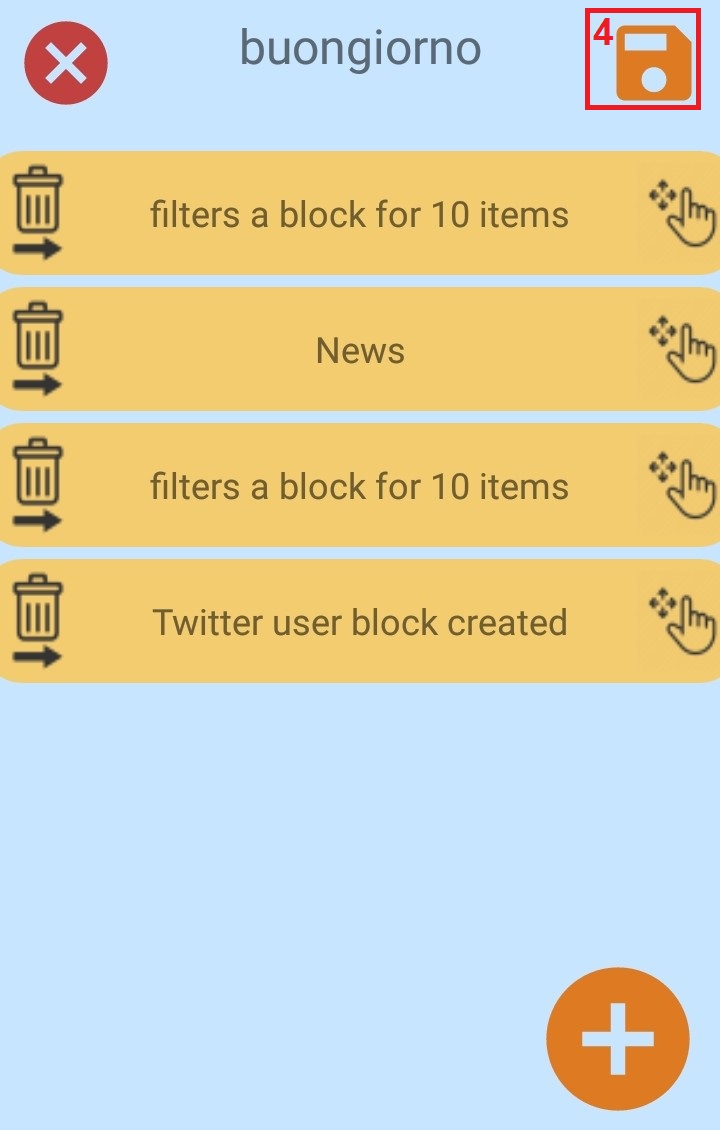 buongiorno
4
filters a block for 10 items
News
filters a block for 10 items
Twitter user block created